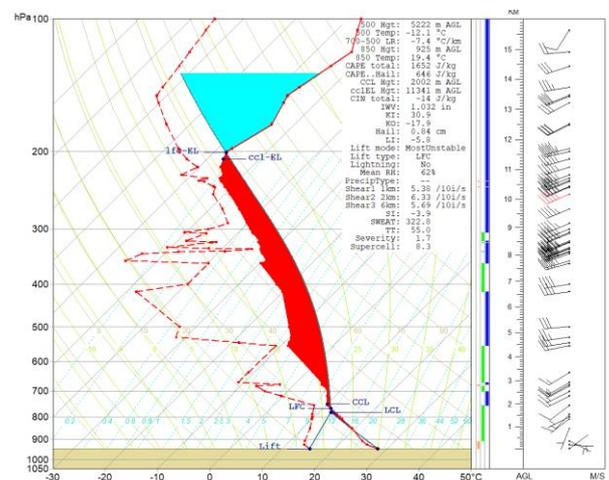 hPa
KM
100
200
300
400
500
600
700
800
900
1000
1050
500 Hgt: 5222 m AGL
500 Temp: -12.1 °C
700-500 LR: -7.4 °C/km
850 Hgt: 925 m AGL
850 Temp: 19.4 °C
CAPE total: 1652 J/kg
CAPE..Hail: 646 J/kg
CCL Hgt: 2002 m AGL
cclEL Hgt: 11341 m AGL
CIN total: -14 J/kg
IWV: 1.032 in
KI: 30.9
KO: -17.9
Hail: 0.84 cm
LI: -5.8
Lift mode: MostUnstable
Lift type: LFC
Lightning: No
Mean RH: 62%
PrecipType: --
Shear1 1km: 5.38 /10i/s
Shear2 2km: 6.33 /10i/s
Shear3 6km: 5.69 /10i/s
SI: -3.9
SWEAT: 322.8
TT: 55.0
Severity: 1.7
Supercell: 8.3
lfc-EL
ccl-EL
LFC
CCL
LCL
Lift
-30 -20 -10 0 10 20 30 40 50°C
15
14
13
12
11
10
9
8
7
6
5
4
3
2
1
AGL M/S